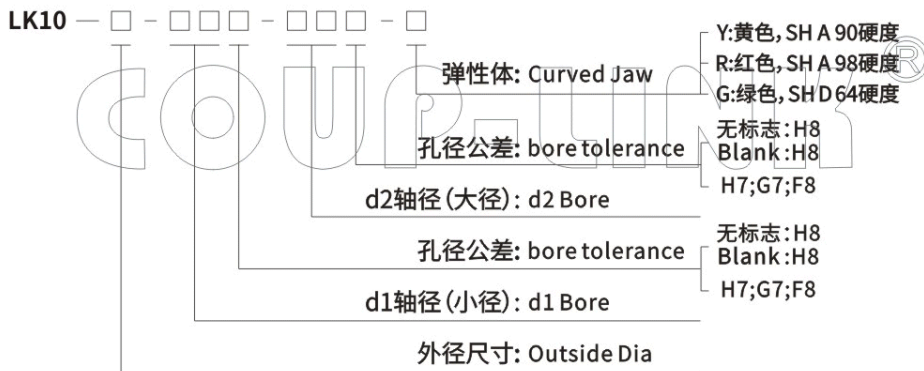 LK10 — □ - □□□ - □□□ - □
Y:黄色, SH A 90硬度
弹性体: Curved Jaw
R:红色, SH A 98硬度
G:绿色, SH D 64硬度
COUP-LINK®
无标志:H8
孔径公差: bore tolerance
Blank:H8
H7;G7;F8
d2轴径(大径): d2 Bore
无标志:H8
孔径公差: bore tolerance
Blank:H8
H7;G7;F8
d1轴径(小径): d1 Bore
外径尺寸: Outside Dia